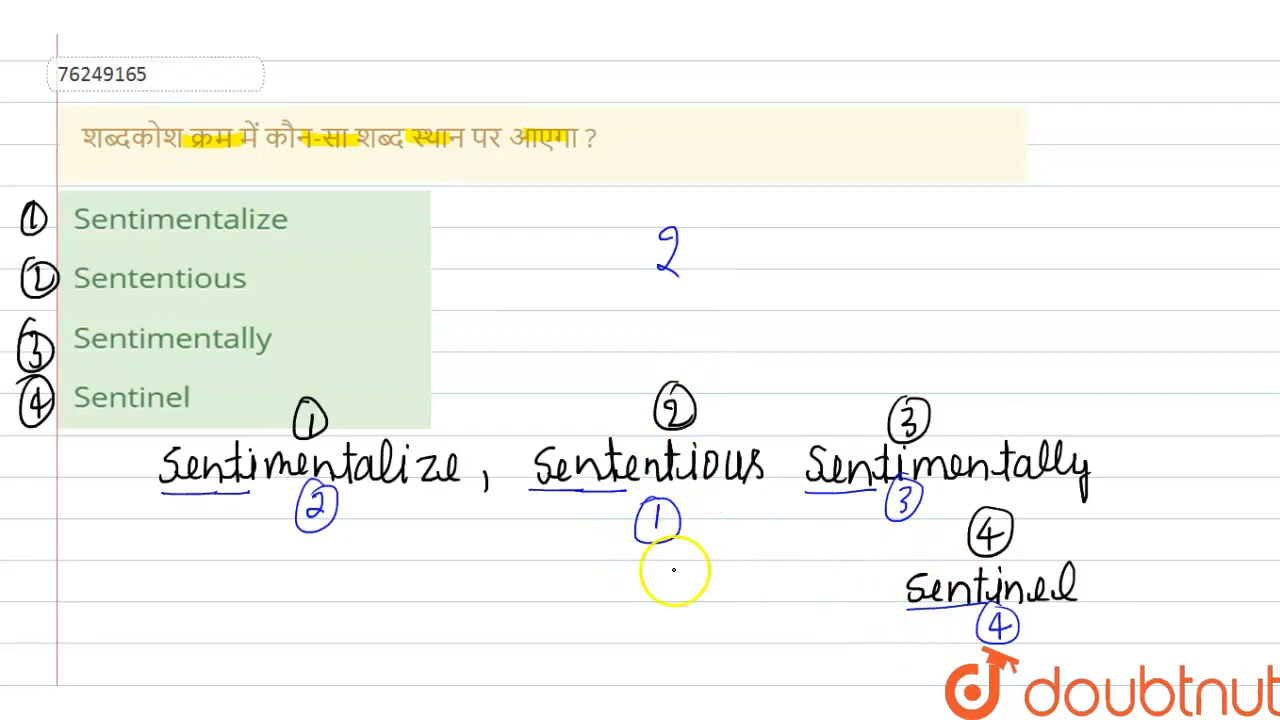 76249165
शब्दकोश क्रम में कौन-सा शब्द स्थान पर आएगा ?
① Sentimentalize
2
② Sententious
③ Sentimentally
④ Sentinel
① ② ③
Sentimentalize, Sententious Sentimentally
② ① ③
④
Sentinel
④
doubtnut